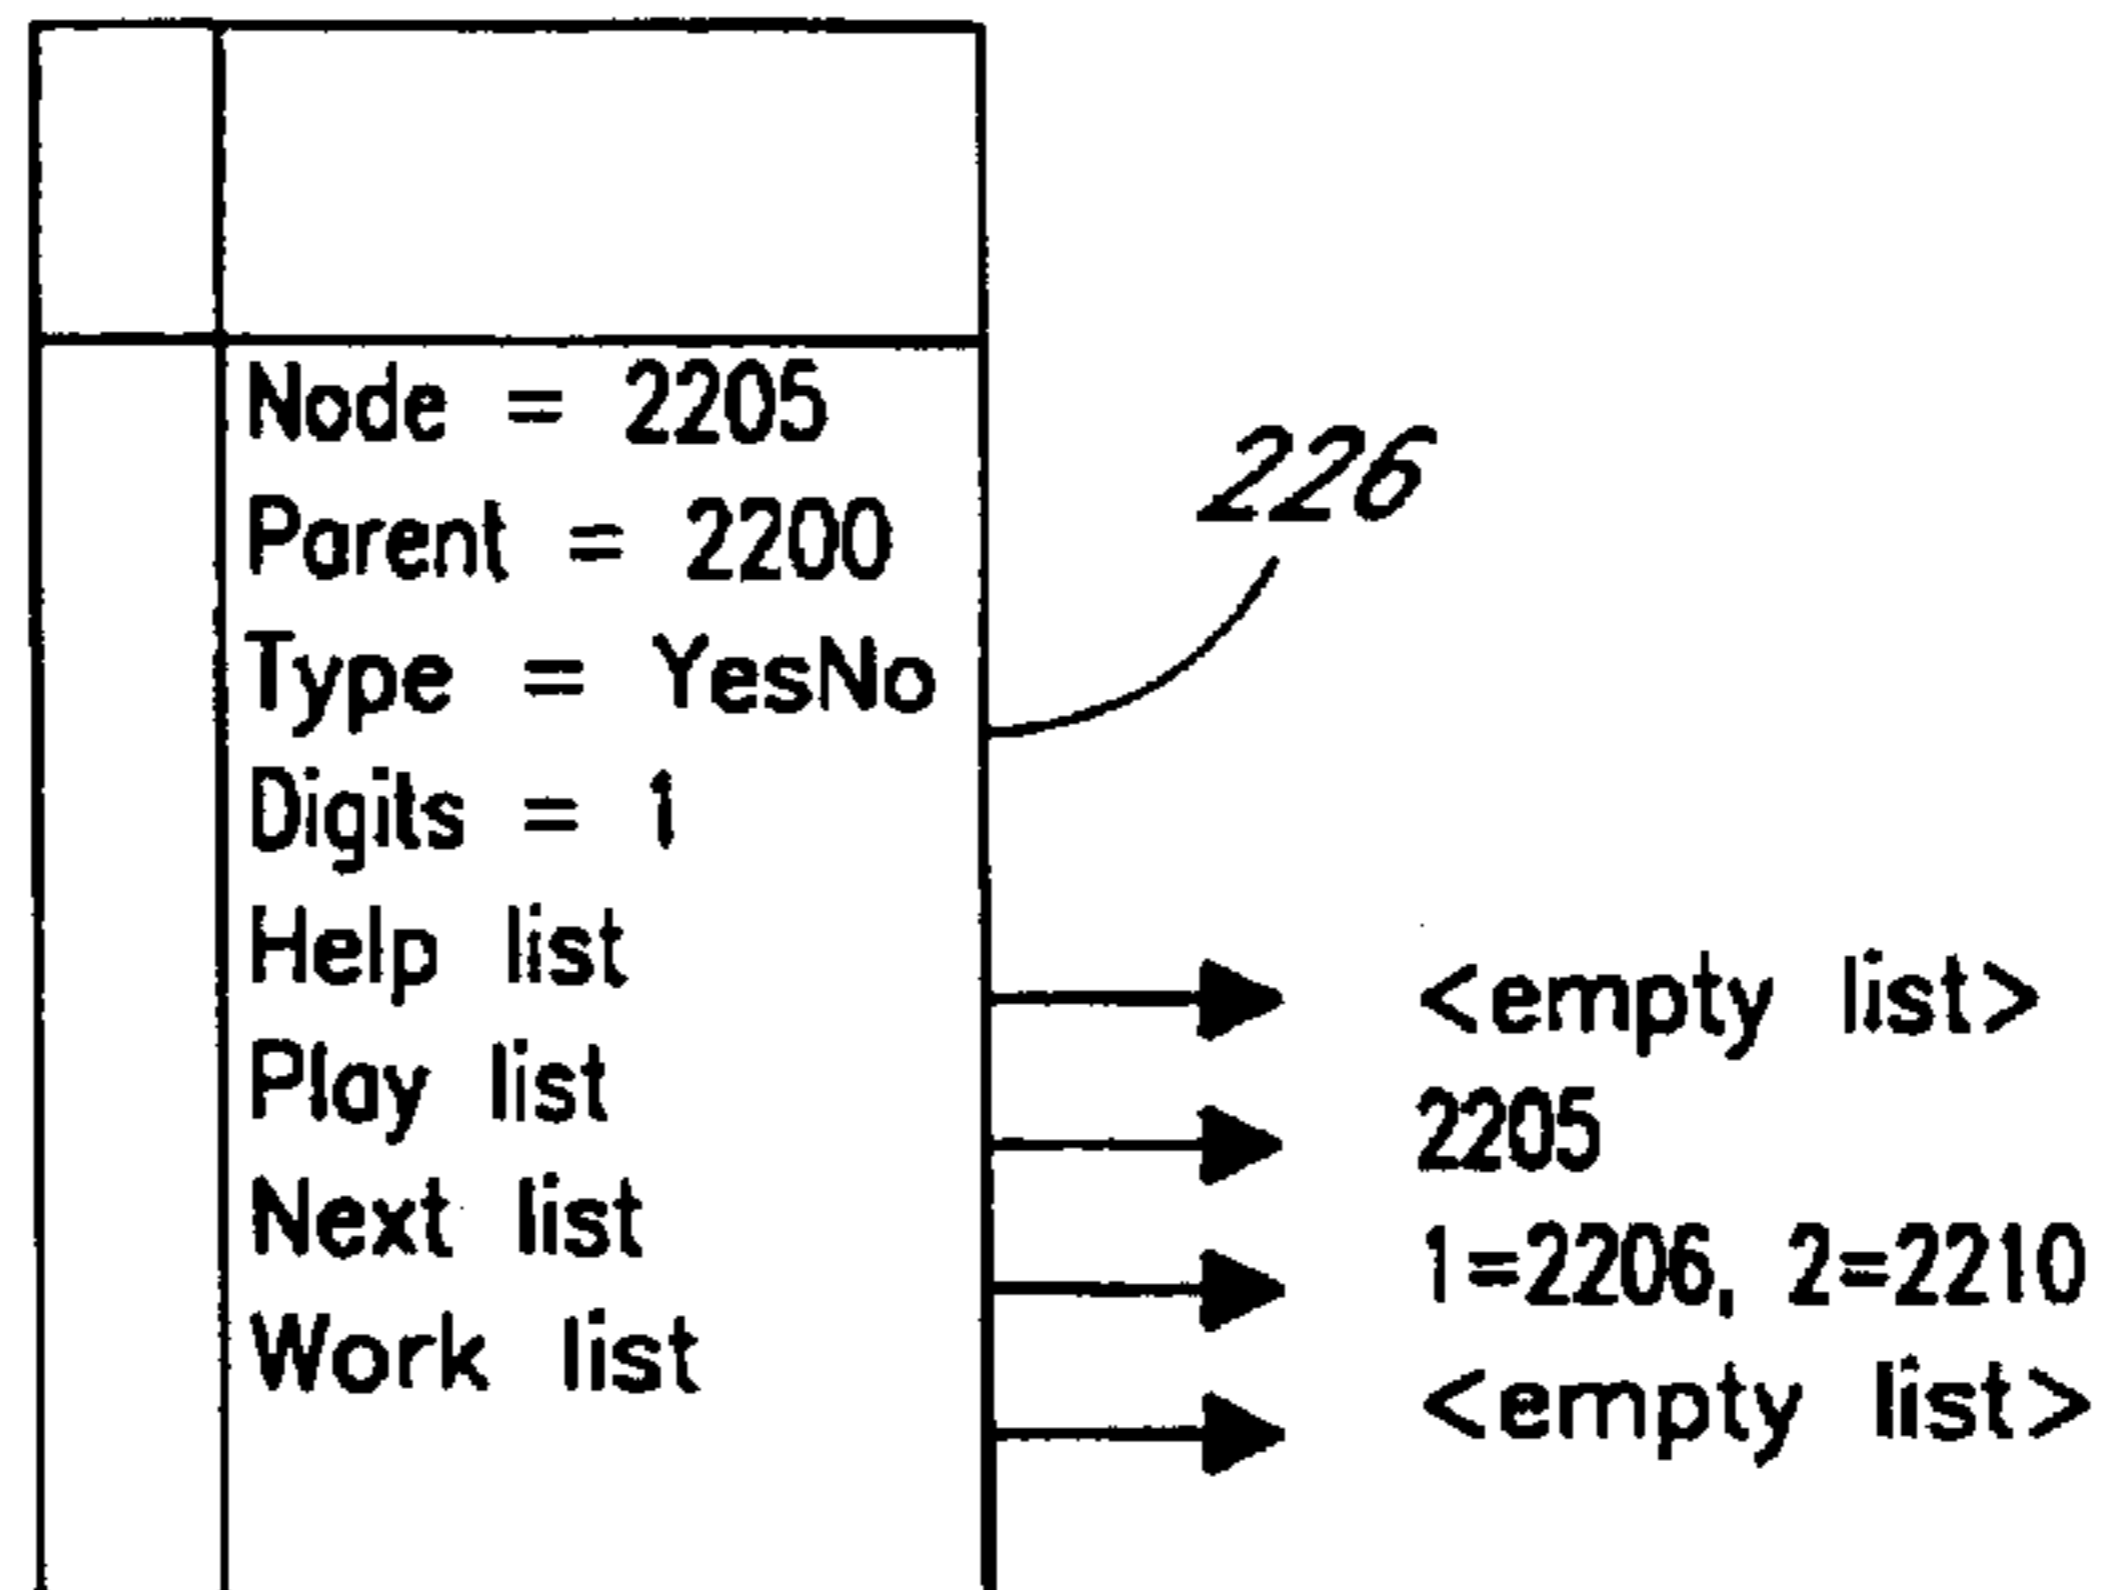 Node = 2205
226
Parent = 2200
Type = YesNo
Digits = 1
Help list
<empty list>
Play list
2205
Next list
1=2206, 2=2210
Work list
<empty list>